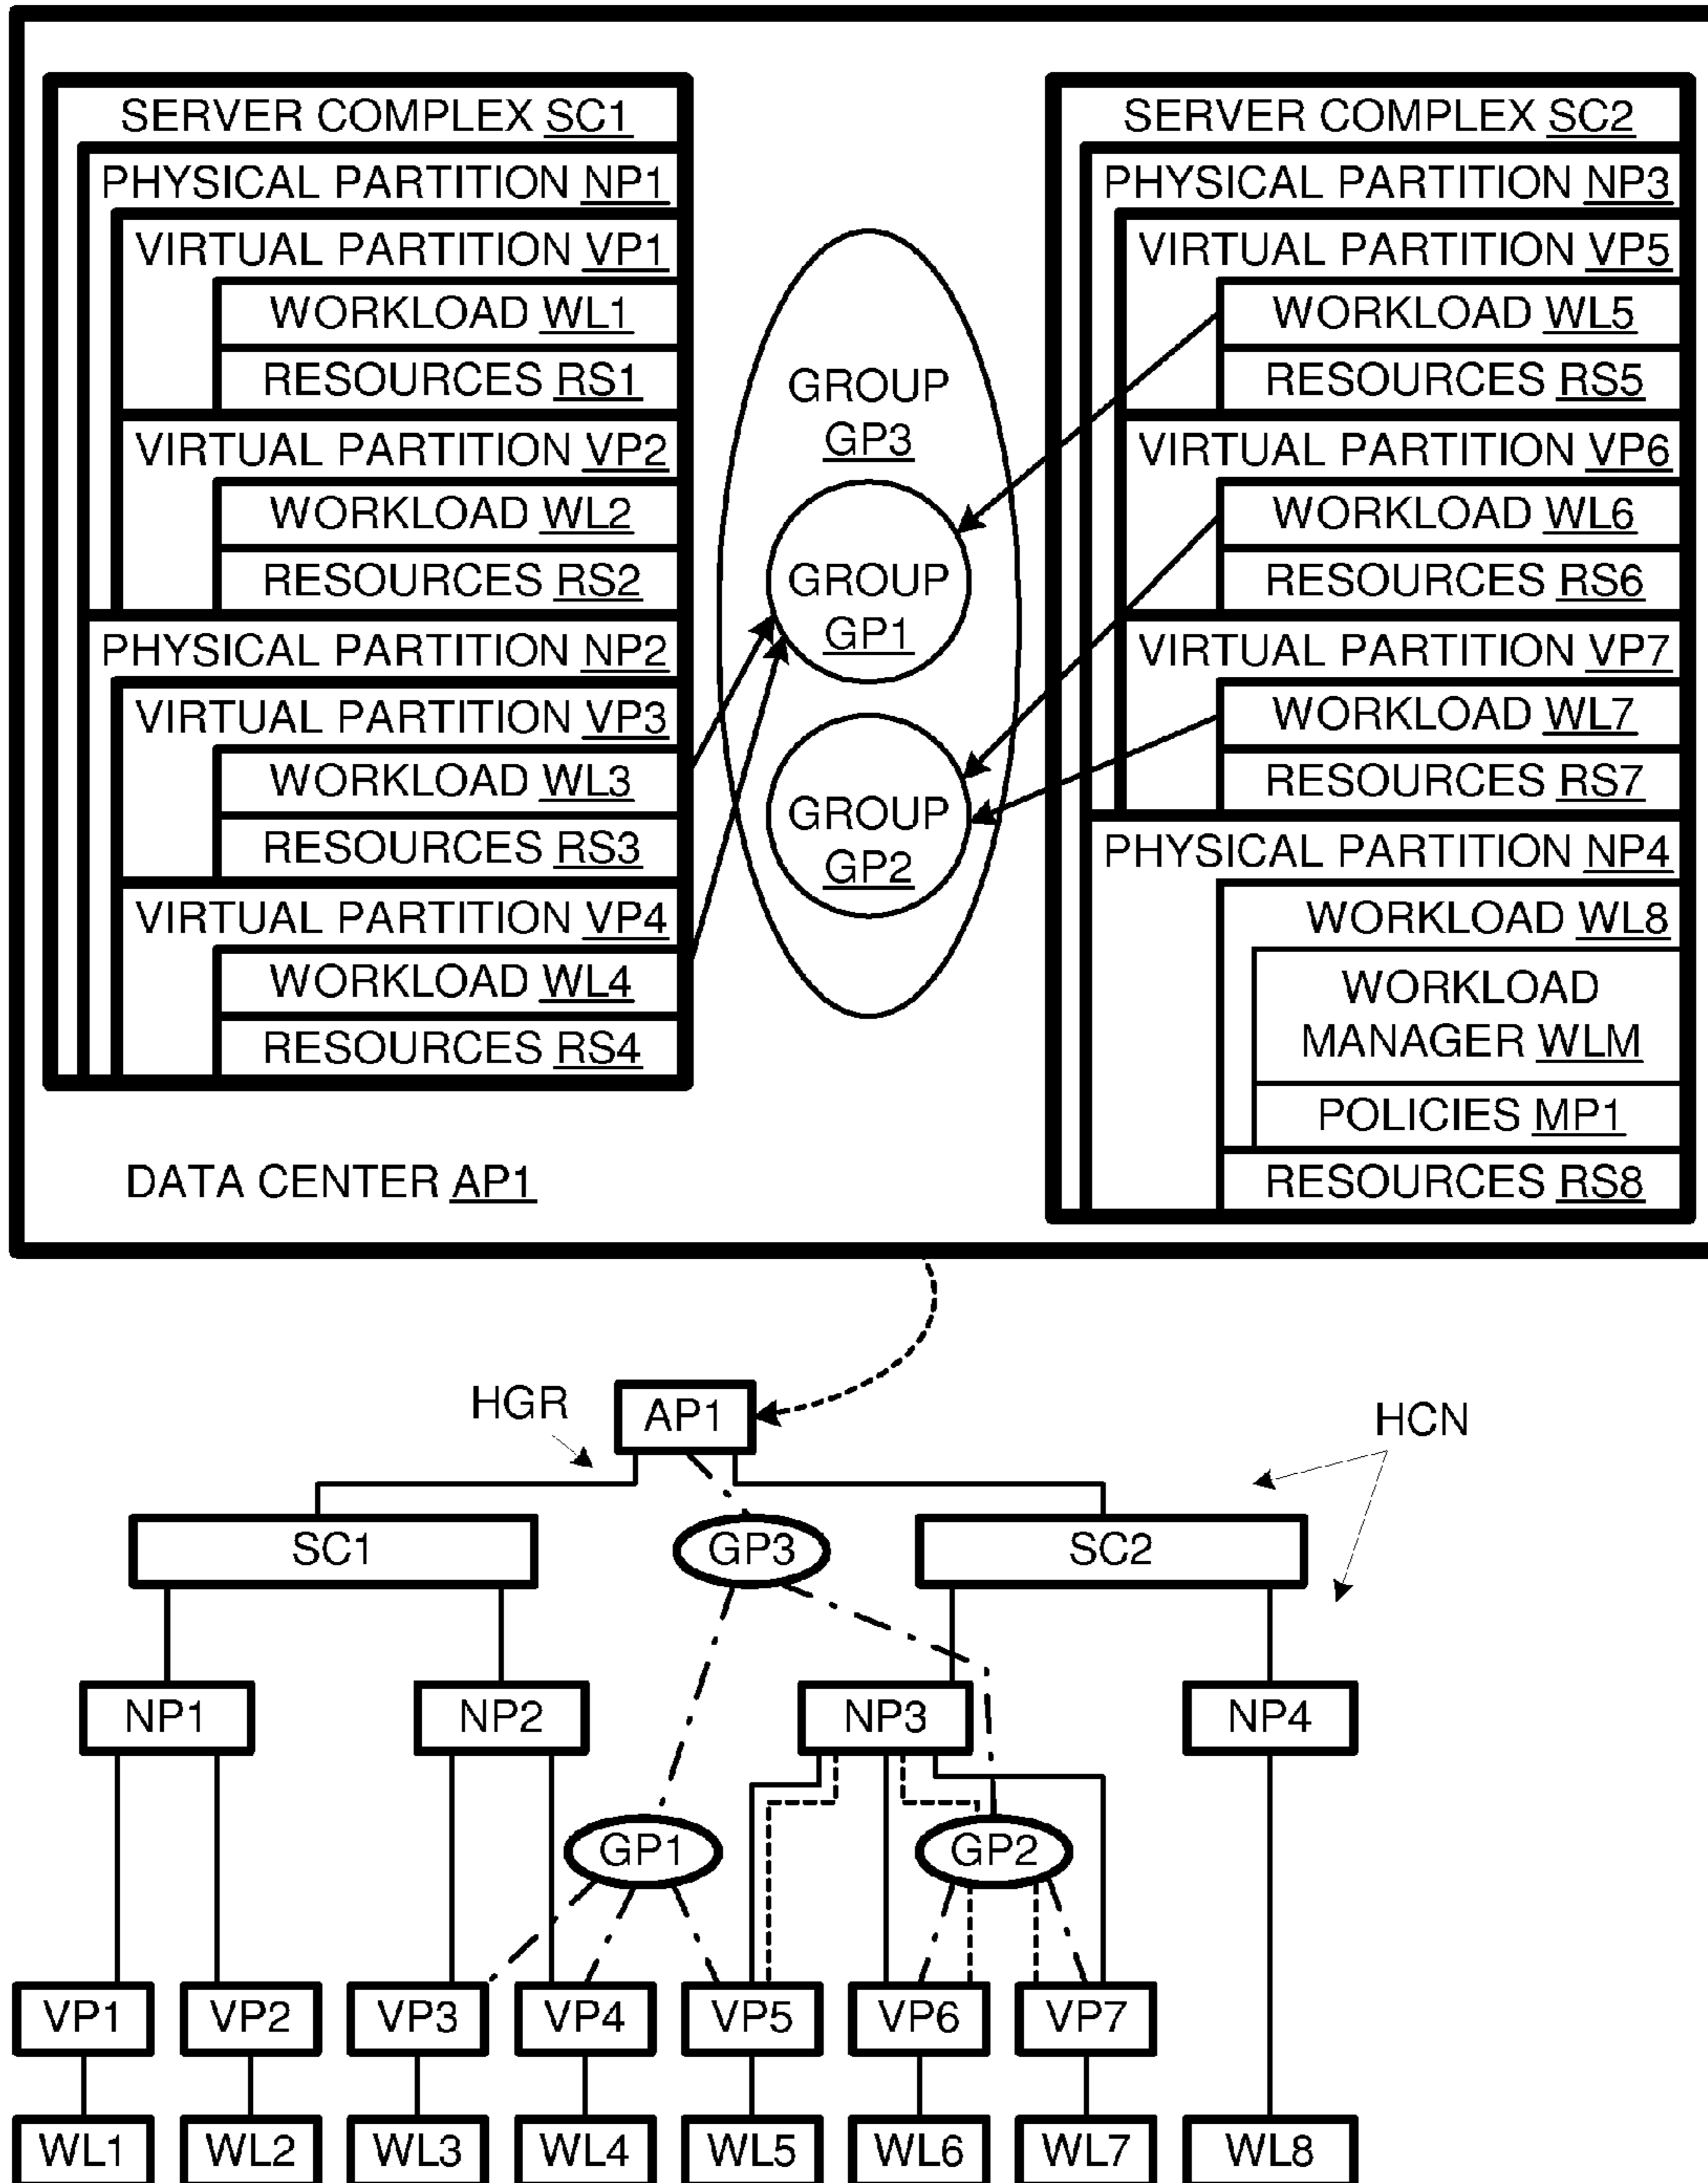 SERVER COMPLEX SC1
PHYSICAL PARTITION NP1
VIRTUAL PARTITION VP1
WORKLOAD WL1
RESOURCES RS1
VIRTUAL PARTITION VP2
WORKLOAD WL2
RESOURCES RS2
PHYSICAL PARTITION NP2
VIRTUAL PARTITION VP3
WORKLOAD WL3
RESOURCES RS3
VIRTUAL PARTITION VP4
WORKLOAD WL4
RESOURCES RS4
DATA CENTER AP1
GROUP
GP3
GROUP
GP1
GROUP
GP2
SERVER COMPLEX SC2
PHYSICAL PARTITION NP3
VIRTUAL PARTITION VP5
WORKLOAD WL5
RESOURCES RS5
VIRTUAL PARTITION VP6
WORKLOAD WL6
RESOURCES RS6
VIRTUAL PARTITION VP7
WORKLOAD WL7
RESOURCES RS7
PHYSICAL PARTITION NP4
WORKLOAD WL8
WORKLOAD
MANAGER WLM
POLICIES MP1
RESOURCES RS8
HGR
AP1
HCN
SC1
GP3
SC2
NP1
NP2
NP3
NP4
GP1
GP2
VP1
VP2
VP3
VP4
VP5
VP6
VP7
WL1
WL2
WL3
WL4
WL5
WL6
WL7
WL8